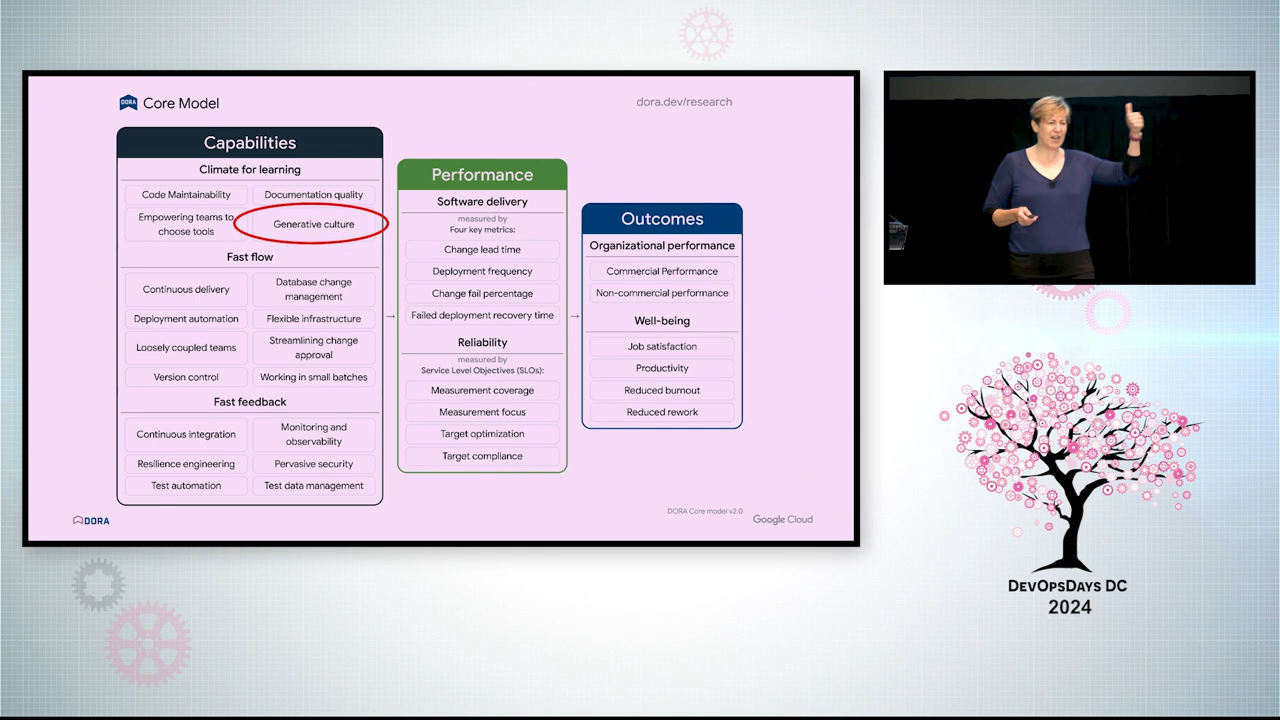 DORA
Core Model
dora.dev/research
Capabilities
Climate for learning
Code Maintainability
Documentation quality
Empowering teams to
choose tools
Generative culture
Fast flow
Continuous delivery
Database change
management
Deployment automation
Flexible infrastructure
Loosely coupled teams
Streamlining change
approval
Version control
Working in small batches
Fast feedback
Continuous integration
Monitoring and
observability
Resilience engineering
Pervasive security
Test automation
Test data management
Performance
Software delivery
measured by
Four key metrics:
Change lead time
Deployment frequency
Change fail percentage
Failed deployment recovery time
Reliability
measured by
Service Level Objectives (SLOs):
Measurement coverage
Measurement focus
Target optimization
Target compliance
Outcomes
Organizational performance
Commercial Performance
Non-commercial performance
Well-being
Job satisfaction
Productivity
Reduced burnout
Reduced rework
DORA
DORA Core model v2.0
Google Cloud
DevOpsDays DC
2024